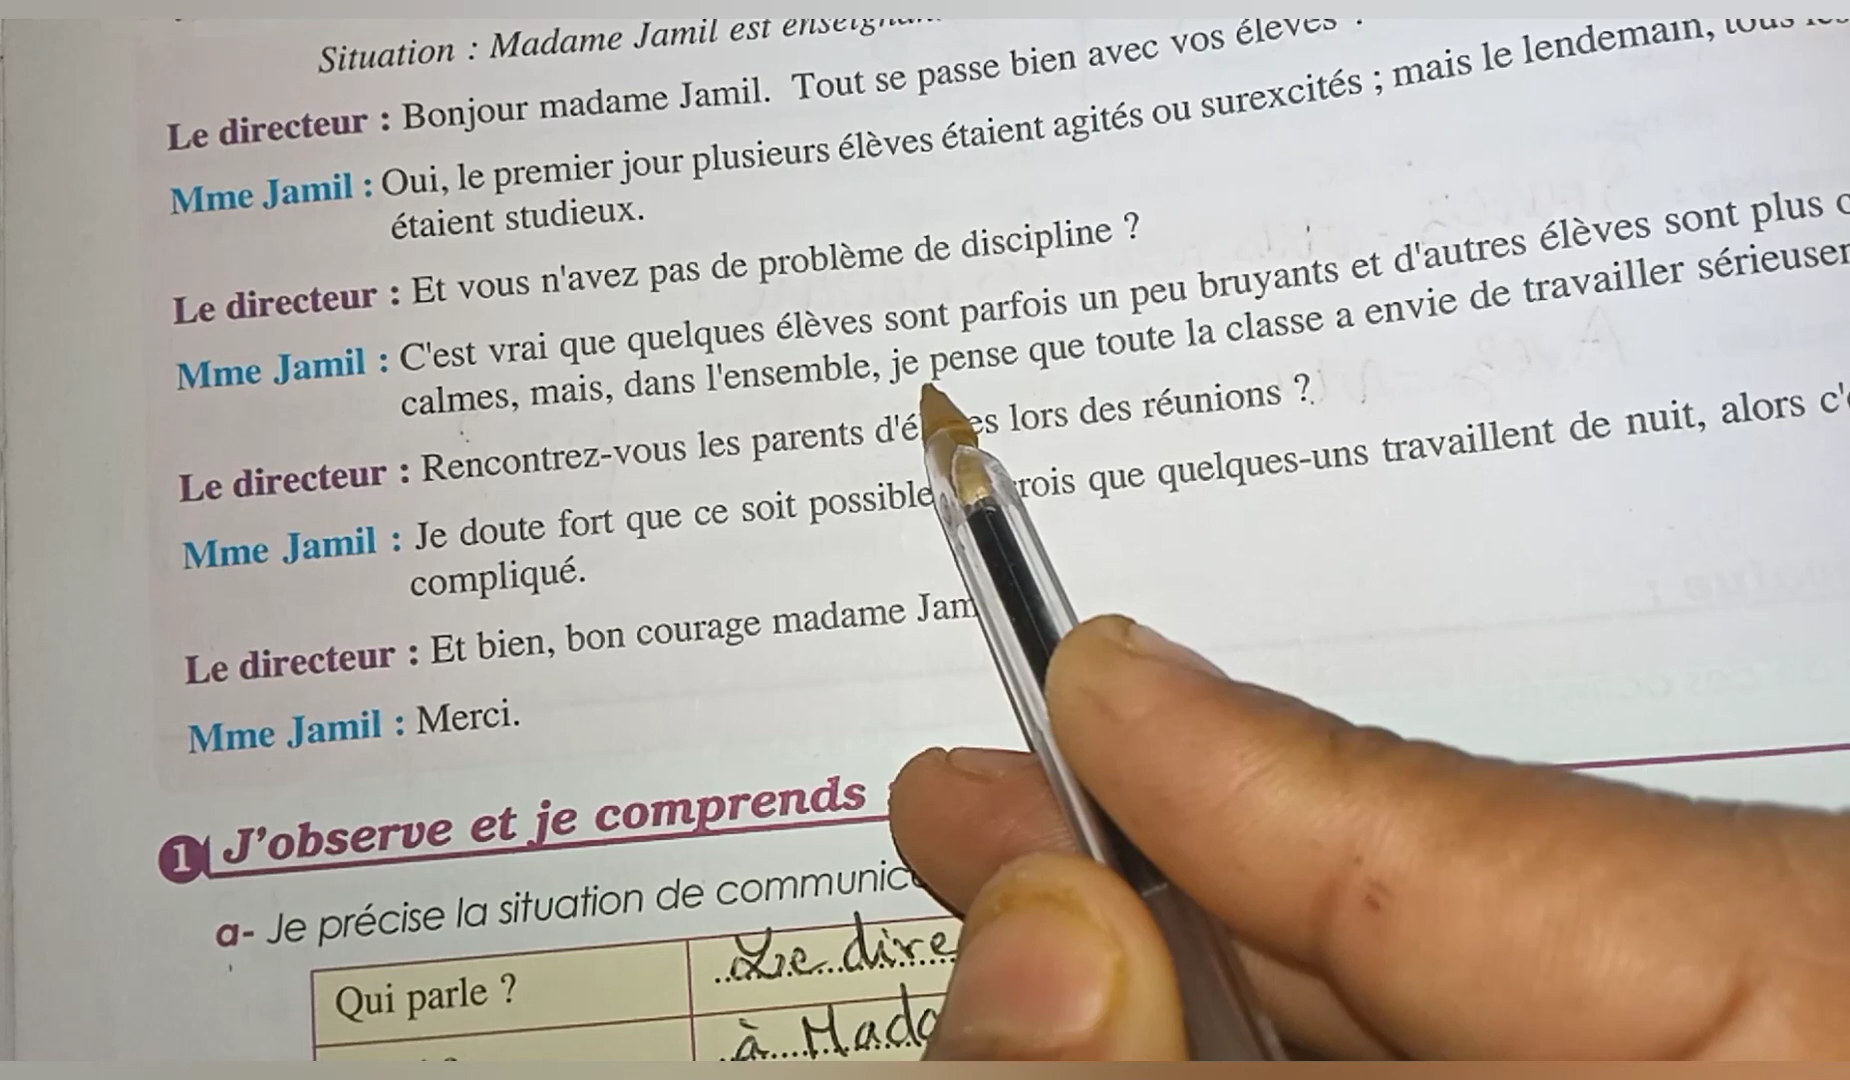 Situation : Madame Jamil est
Le directeur : Bonjour madame Jamil. Tout se passe bien avec vos élèves
Mme Jamil : Oui, le premier jour plusieurs élèves étaient agités ou surexcités ; mais le lendemain, tous
étaient studieux.
Le directeur : Et vous n'avez pas de problème de discipline ?
Mme Jamil : C'est vrai que quelques élèves sont parfois un peu bruyants et d'autres élèves sont plus
calmes, mais, dans l'ensemble, je pense que toute la classe a envie de travailler
Le directeur : Rencontrez-vous les parents lors des réunions ?
Mme Jamil : Je doute fort que ce soit possible que quelques-uns travaillent de nuit, alors
compliqué.
Le directeur : Et bien, bon courage madame
Mme Jamil : Merci.
1 J'observe et je comprends
a- Je précise la situation de
Qui parle ? Le
à